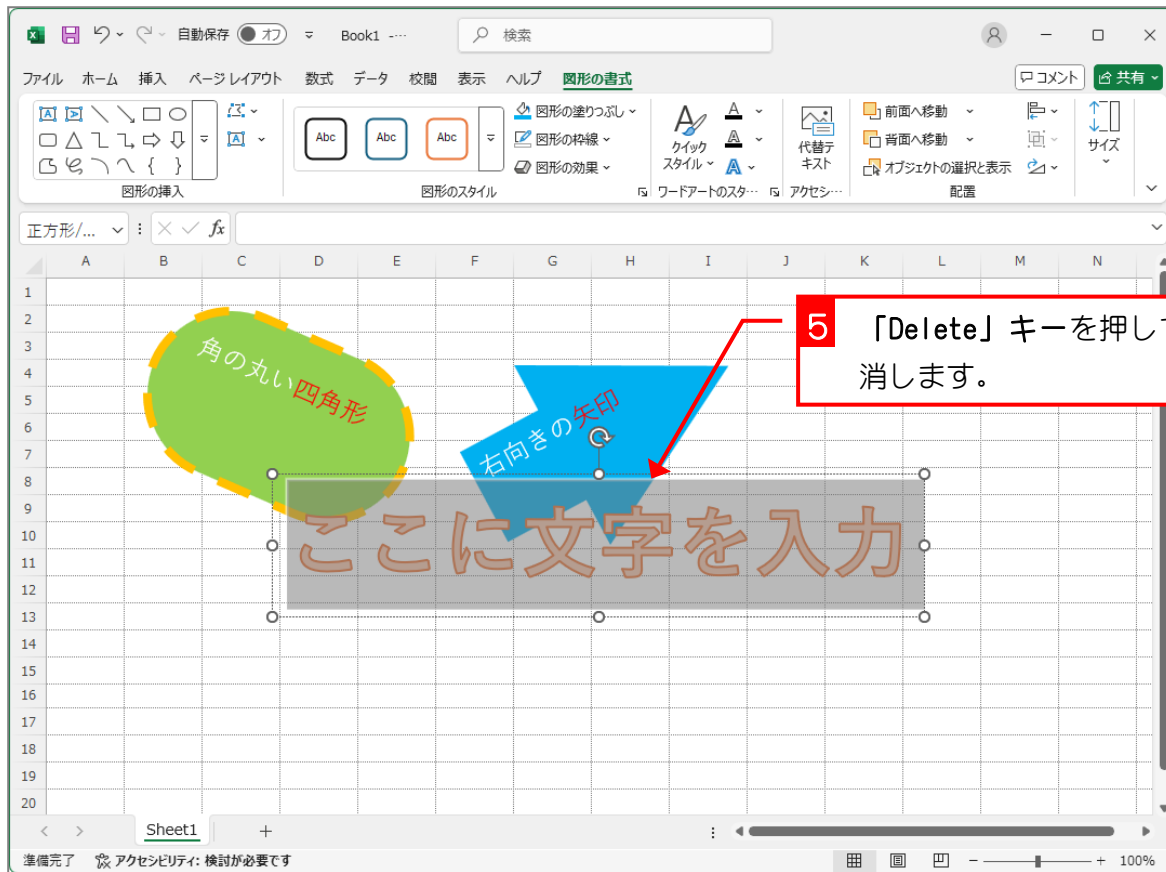 自動保存 オフ Book1 -… 検索
ファイル ホーム 挿入 ページ レイアウト 数式 データ 校閲 表示 ヘルプ 図形の書式 コメント 共有
Abc Abc Abc
図形の塗りつぶし
図形の枠線
図形の効果
クイック
スタイル
代替テ
キスト
前面へ移動
背面へ移動
オブジェクトの選択と表示
サイズ
図形の挿入 図形のスタイル ワードアートのスタ… アクセシ… 配置
正方形/... fx
A B C D E F G H I J K L M N
1
2
3
4
5
6
7
8
9
10
11
12
13
14
15
16
17
18
19
20
角の丸い四角形
右向きの矢印
5 「Delete」キーを押して
消します。
ここに文字を入力
Sheet1
準備完了 アクセシビリティ: 検討が必要です 100%